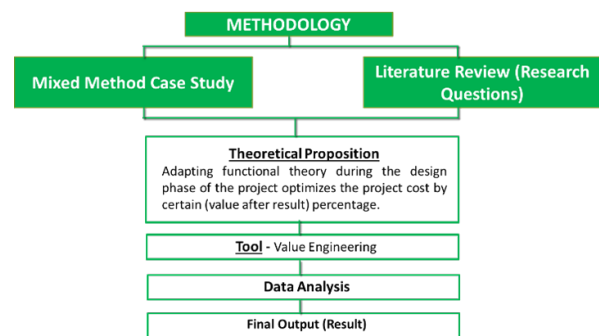 METHODOLOGY
Mixed Method Case Study
Literature Review (Research
Questions)
Theoretical Proposition
Adapting functional theory during the design
phase of the project optimizes the project cost by
certain (value after result) percentage.
Tool - Value Engineering
Data Analysis
Final Output (Result)